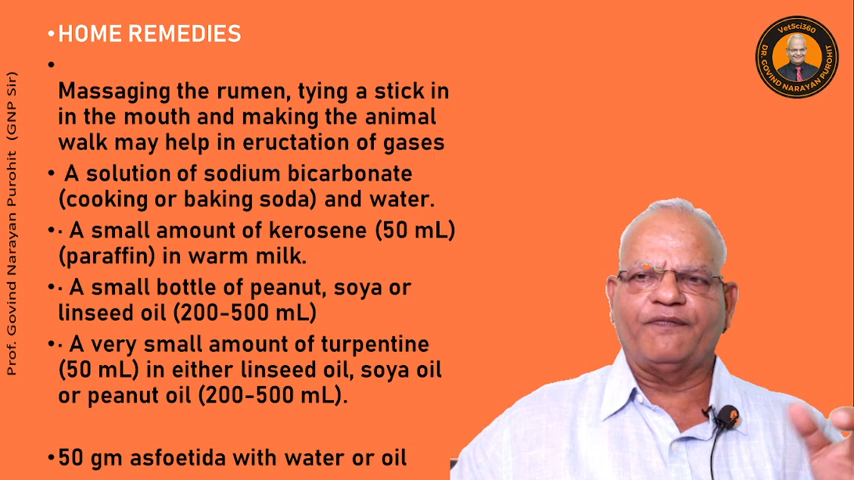 •HOME REMEDIES
•
Massaging the rumen, tying a stick in
in the mouth and making the animal
walk may help in eructation of gases
• A solution of sodium bicarbonate
(cooking or baking soda) and water.
•· A small amount of kerosene (50 mL)
(paraffin) in warm milk.
•· A small bottle of peanut, soya or
linseed oil (200-500 mL)
•· A very small amount of turpentine
(50 mL) in either linseed oil, soya oil
or peanut oil (200-500 mL).
•50 gm asfoetida with water or oil
Prof. Govind Narayan Purohit (GNP Sir)
VetSci360
DR. GOVIND NARAYAN PUROHIT